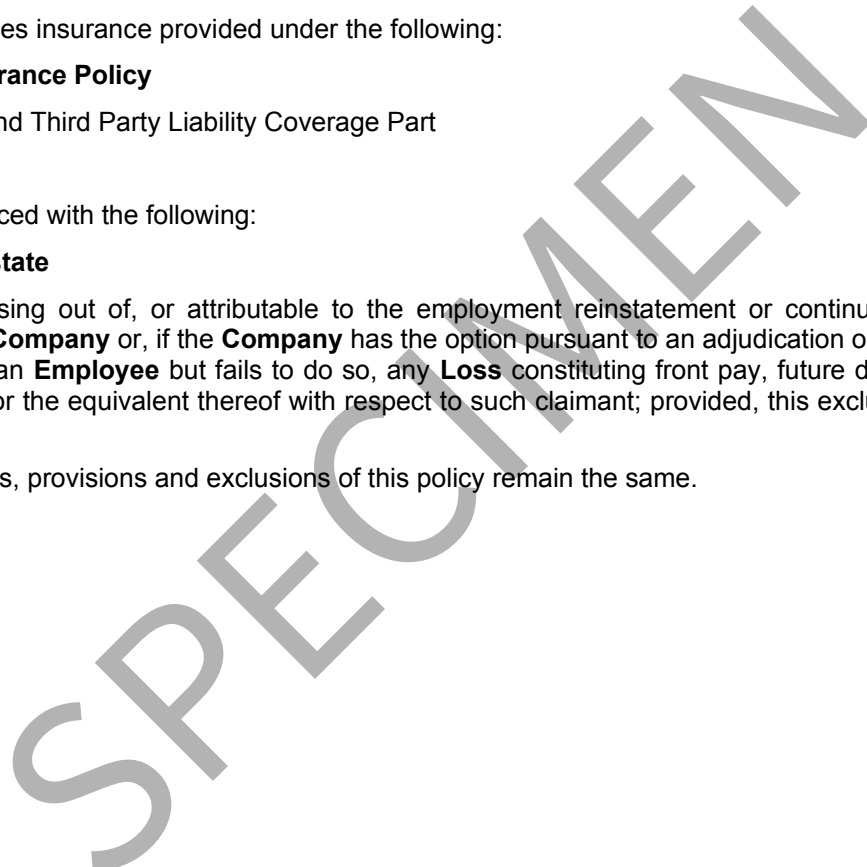 es insurance provided under the following:
rance Policy
nd Third Party Liability Coverage Part
ced with the following:
state
sing out of, or attributable to the employment reinstatement or continu
Company or, if the Company has the option pursuant to an adjudication o
an Employee but fails to do so, any Loss constituting front pay, future d
or the equivalent thereof with respect to such claimant; provided, this exclu
s, provisions and exclusions of this policy remain the same.
SPECIMEN